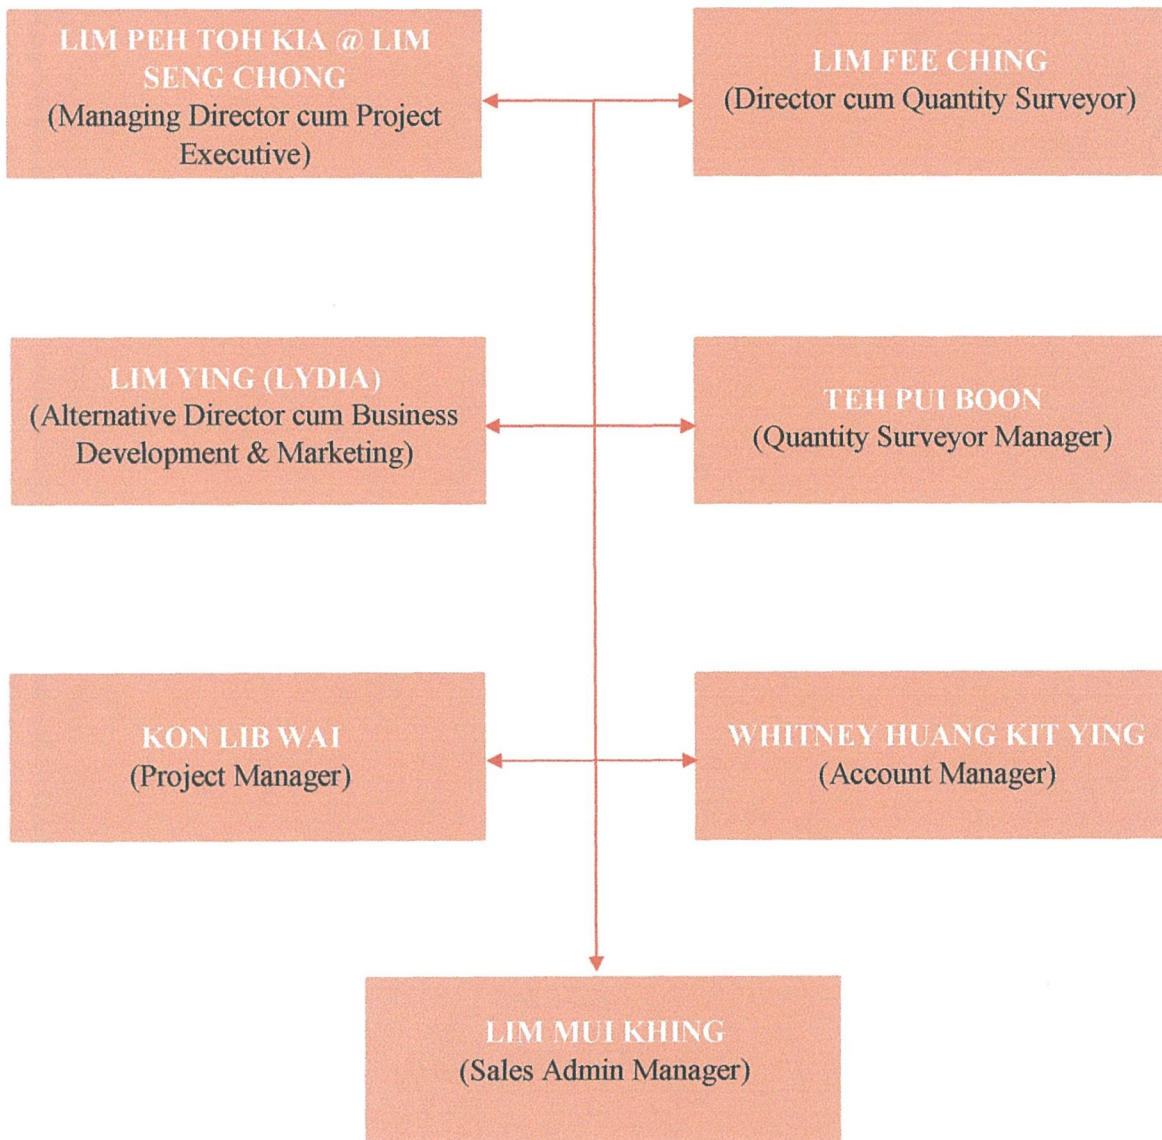 LIM PEH TOH KIA @ LIM
SENG CHONG
(Managing Director cum Project
Executive)
LIM FEE CHING
(Director cum Quantity Surveyor)
LIM YING (LYDIA)
(Alternative Director cum Business
Development & Marketing)
TEH PUI BOON
(Quantity Surveyor Manager)
KON LIB WAI
(Project Manager)
WHITNEY HUANG KIT YING
(Account Manager)
LIM MUI KHING
(Sales Admin Manager)